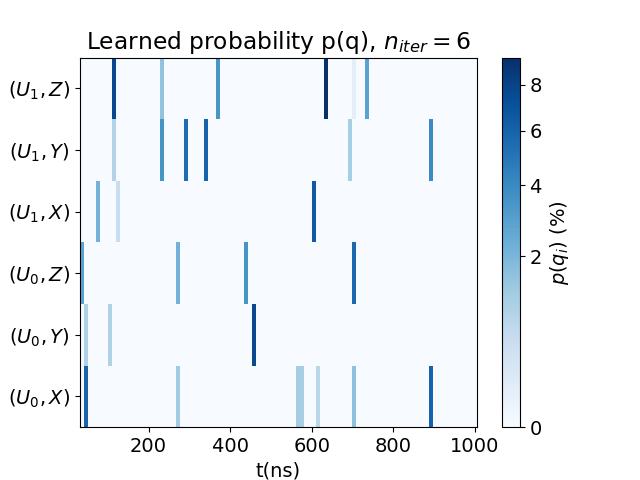 Learned probability p(q), $n_{iter} = 6$
$(U_1, Z)$
$(U_1, Y)$
$(U_1, X)$
$(U_0, Z)$
$(U_0, Y)$
$(U_0, X)$
200 400 600 800 1000
t(ns)
8
6
4
2
0
$p(q_i)$ (%)